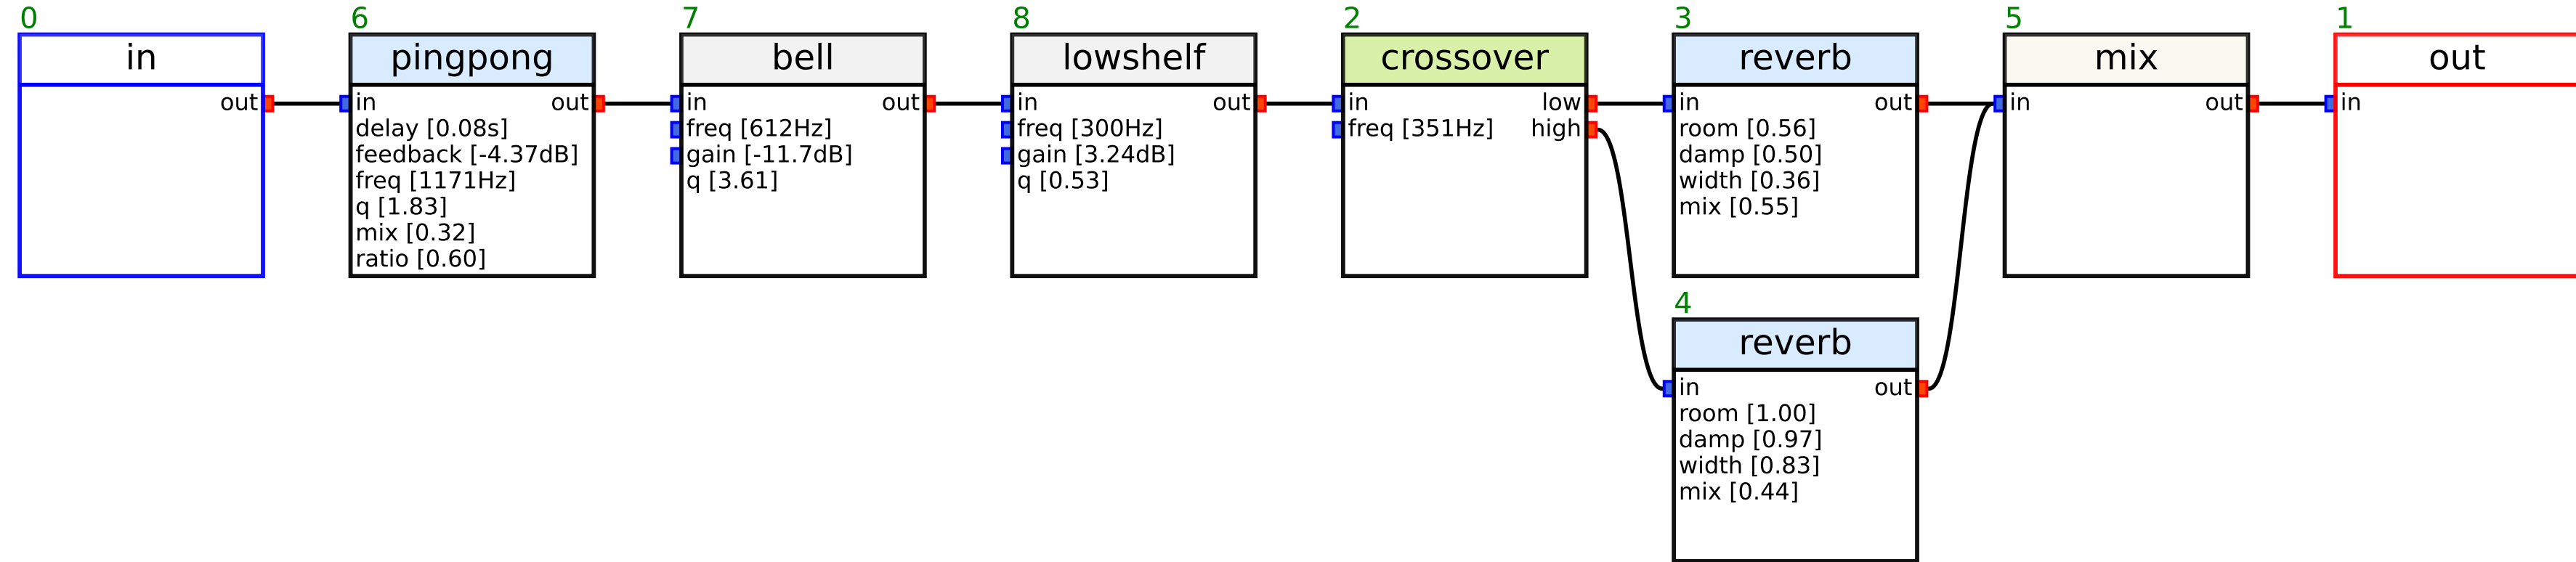 0
in
out
6
pingpong
in out
delay [0.08s]
feedback [-4.37dB]
freq [1171Hz]
q [1.83]
mix [0.32]
ratio [0.60]
7
bell
in out
freq [612Hz]
gain [-11.7dB]
q [3.61]
8
lowshelf
in out
freq [300Hz]
gain [3.24dB]
q [0.53]
2
crossover
in low
freq [351Hz] high
3
reverb
in out
room [0.56]
damp [0.50]
width [0.36]
mix [0.55]
4
reverb
in out
room [1.00]
damp [0.97]
width [0.83]
mix [0.44]
5
mix
in out
1
out
in